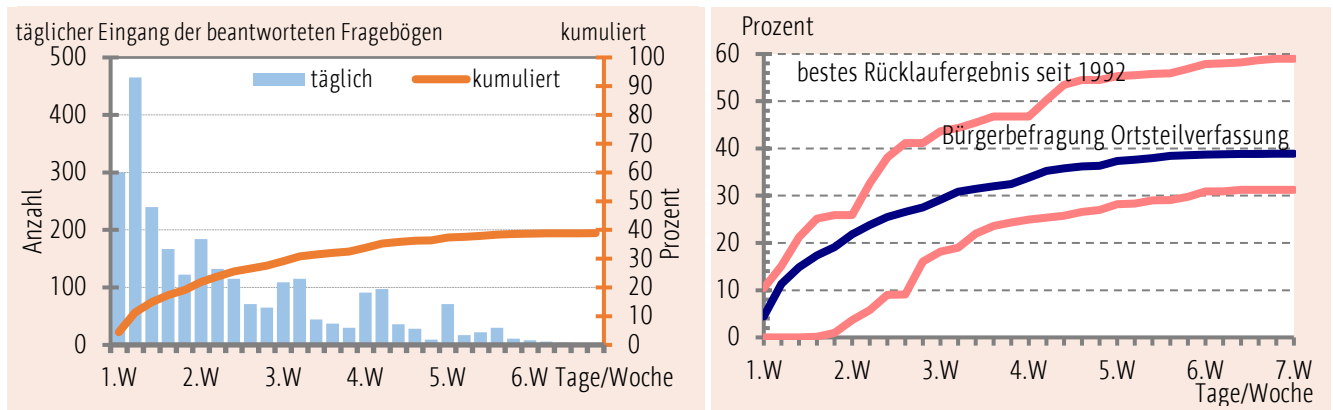 täglicher Eingang der beantworteten Fragebögen kumuliert
500 100
90
400 80
70
300 60
50
200 40
30
100 20
10
0 0
täglich kumuliert
Anzahl
Prozent
1.W 2.W 3.W 4.W 5.W 6.W Tage/Woche
Prozent
60
50
40
30
20
10
0
bestes Rücklaufergebnis seit 1992
Bürgerbefragung Ortsteilverfassung
1.W 2.W 3.W 4.W 5.W 6.W 7.W
Tage/Woche